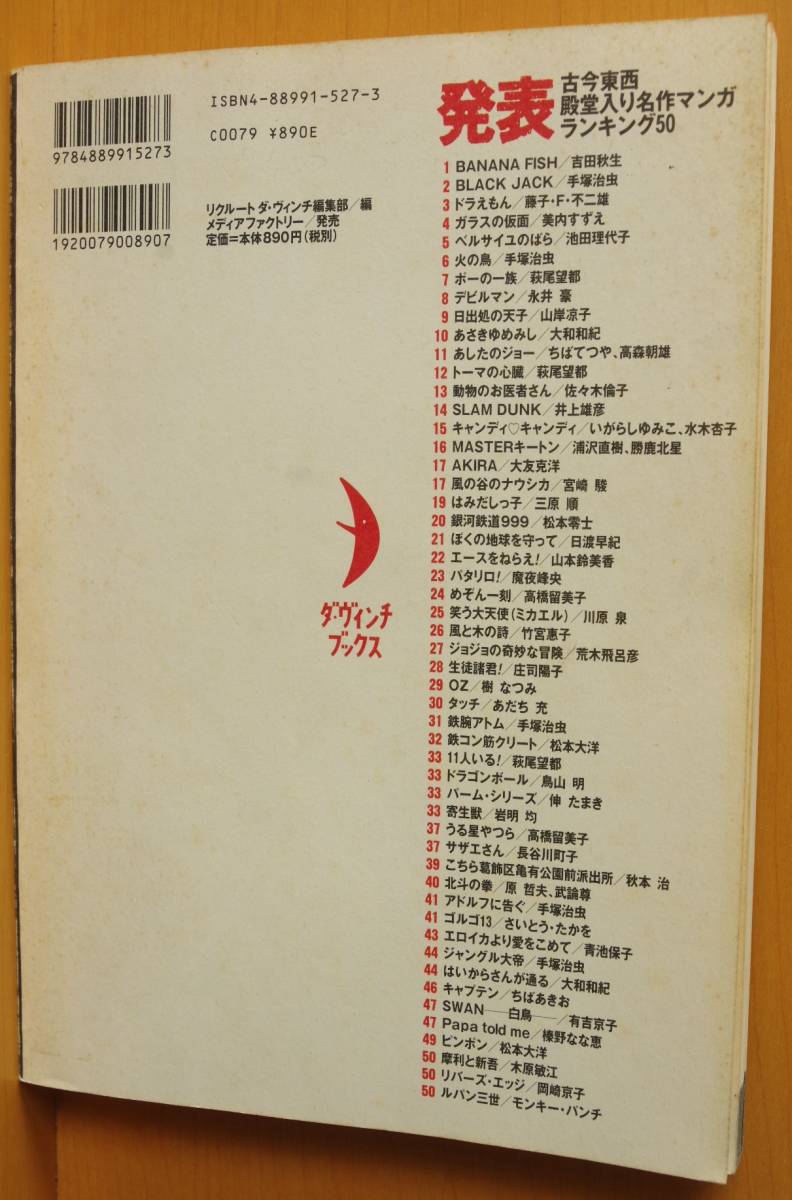 ISBN4-88991-527-3
C0079 ¥890E
9784889915273
1920079008907
リクルート ダ・ヴィンチ編集部／編
メディアファクトリー／発売
定価＝本体890円（税別）
ダ・ヴィンチ
ブックス
発表
古今東西
殿堂入り名作マンガ
ランキング50
1 BANANA FISH／吉田秋生
2 BLACK JACK／手塚治虫
3 ドラえもん／藤子・F・不二雄
4 ガラスの仮面／美内すずえ
5 ベルサイユのばら／池田理代子
6 火の鳥／手塚治虫
7 ポーの一族／萩尾望都
8 デビルマン／永井 豪
9 日出処の天子／山岸凉子
10 あさきゆめみし／大和和紀
11 あしたのジョー／ちばてつや、高森朝雄
12 トーマの心臓／萩尾望都
13 動物のお医者さん／佐々木倫子
14 SLAM DUNK／井上雄彦
15 キャンディ♡キャンディ／いがらしゆみこ、水木杏子
16 MASTERキートン／浦沢直樹、勝鹿北星
17 AKIRA／大友克洋
17 風の谷のナウシカ／宮崎 駿
19 はみだしっ子／三原 順
20 銀河鉄道999／松本零士
21 ぼくの地球を守って／日渡早紀
22 エースをねらえ！／山本鈴美香
23 パタリロ！／魔夜峰央
24 めぞん一刻／高橋留美子
25 笑う大天使（ミカエル）／川原 泉
26 風と木の詩／竹宮惠子
27 ジョジョの奇妙な冒険／荒木飛呂彦
28 生徒諸君！／庄司陽子
29 OZ／樹 なつみ
30 タッチ／あだち 充
31 鉄腕アトム／手塚治虫
32 鉄コン筋クリート／松本大洋
33 11人いる！／萩尾望都
33 ドラゴンボール／鳥山 明
33 パーム・シリーズ／伸 たまき
33 寄生獣／岩明 均
37 うる星やつら／高橋留美子
37 サザエさん／長谷川町子
39 こちら葛飾区亀有公園前派出所／秋本 治
40 北斗の拳／原 哲夫、武論尊
41 アドルフに告ぐ／手塚治虫
41 ゴルゴ13／さいとう・たかを
43 エロイカより愛をこめて／青池保子
44 ジャングル大帝／手塚治虫
44 はいからさんが通る／大和和紀
46 キャプテン／ちばあきお
47 SWAN──白鳥──／有吉京子
47 Papa told me／榛野なな恵
49 ピンポン／松本大洋
50 摩利と新吾／木原敏江
50 リバーズ・エッジ／岡崎京子
50 ルパン三世／モンキー・パンチ